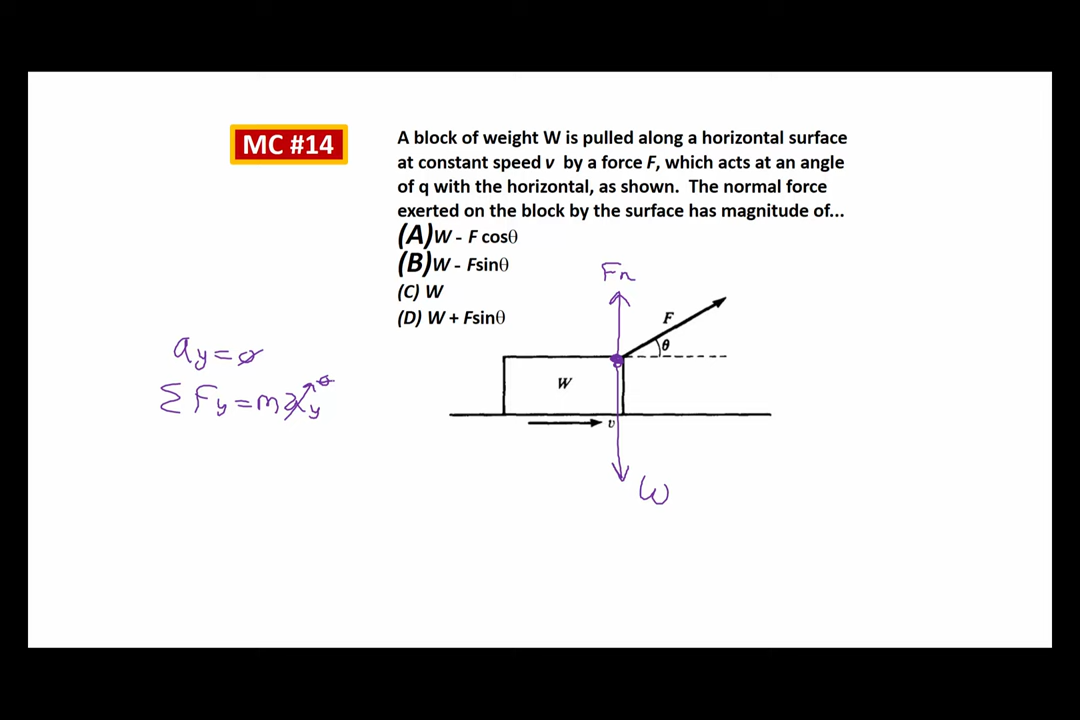 MC #14
A block of weight W is pulled along a horizontal surface
at constant speed v by a force F, which acts at an angle
of q with the horizontal, as shown. The normal force
exerted on the block by the surface has magnitude of...
(A)W - F cosθ
(B)W - Fsinθ
(C) W
(D) W + Fsinθ
Fn
F
θ
W
v
W
ay=0
ΣFy=may 0